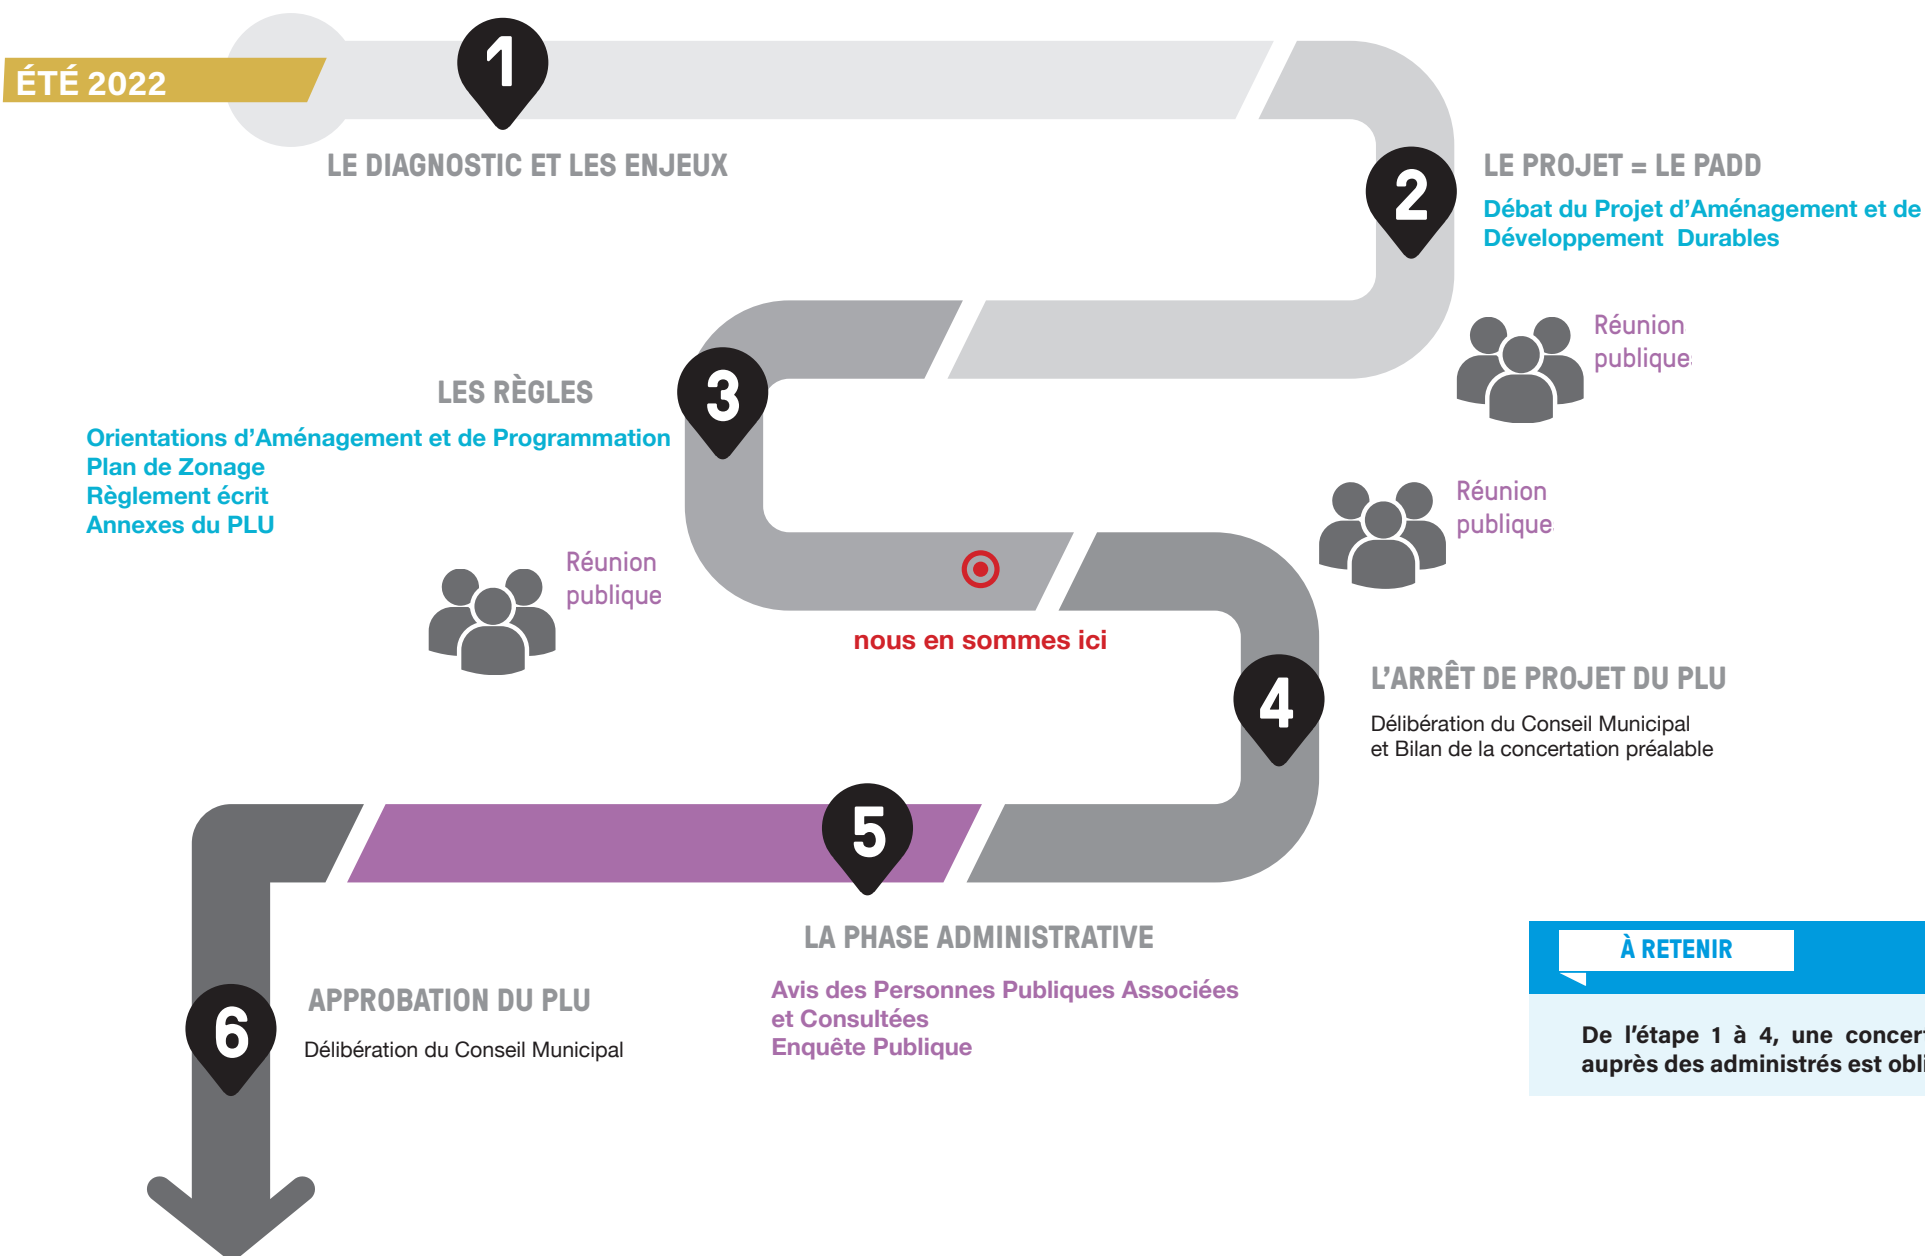 ÉTÉ 2022
1
LE DIAGNOSTIC ET LES ENJEUX
2
LE PROJET = LE PADD
Débat du Projet d'Aménagement et de
Développement Durables
Réunion
publique
3
LES RÈGLES
Orientations d'Aménagement et de Programmation
Plan de Zonage
Règlement écrit
Annexes du PLU
Réunion
publique
Réunion
publique
nous en sommes ici
4
L'ARRÊT DE PROJET DU PLU
Délibération du Conseil Municipal
et Bilan de la concertation préalable
5
LA PHASE ADMINISTRATIVE
Avis des Personnes Publiques Associées
et Consultées
Enquête Publique
6
APPROBATION DU PLU
Délibération du Conseil Municipal
À RETENIR
De l'étape 1 à 4, une
auprès des administrés est